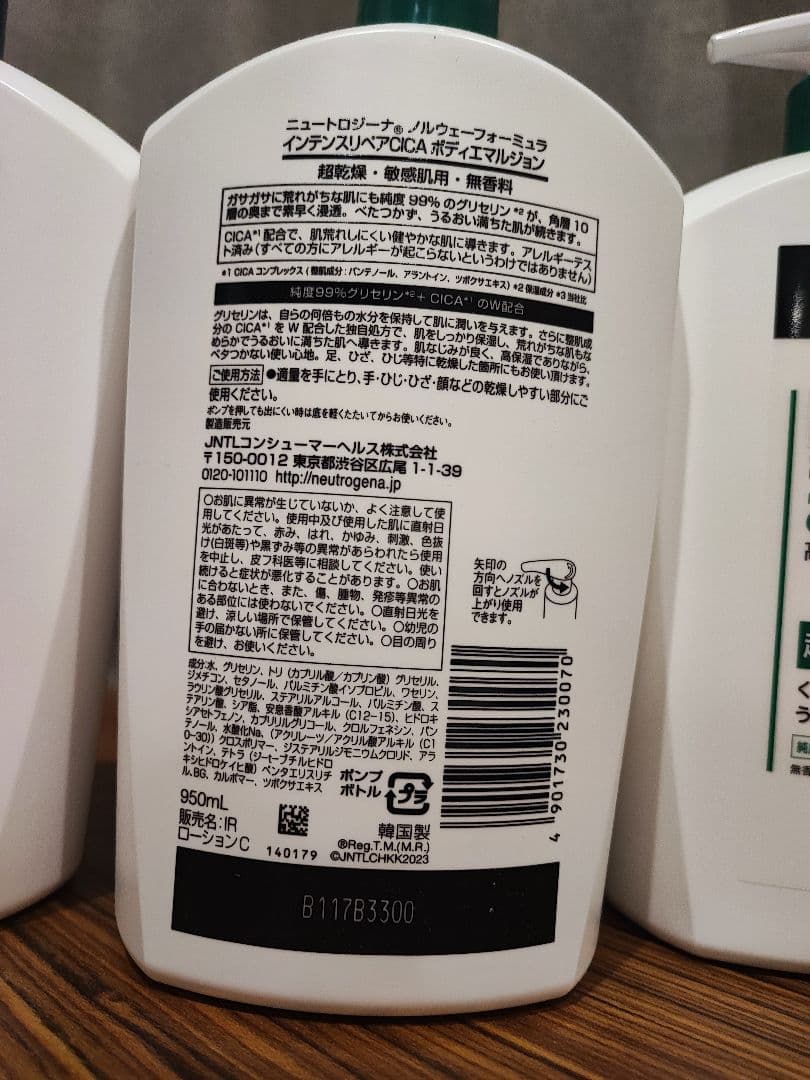 ニュートロジーナ® ノルウェーフォーミュラ
インテンスリペアCICA ボディエマルジョン
超乾燥・敏感肌用・無香料
ガサガサに荒れがちな肌にも純度 99% のグリセリン*2が、角層 10
層の奥まで素早く浸透。べたつかず、うるおい満ちた肌が続きます。
CICA*1 配合で、肌荒れしにくい健やかな肌に導きます。アレルギーテス
ト済み(すべての方にアレルギーが起こらないというわけではありません)
*1 CICA コンプレックス (整肌成分:パンテノール、アラントイン、ツボクサエキス) *2 保湿成分 *3 当社比
純度99%グリセリン*2+ CICA*1 のW配合
グリセリンは、自らの何倍もの水分を保持して肌に潤いを与えます。さらに整肌成
分の CICA*1 を W 配合した独自処方で、肌をしっかり保湿し、荒れがちな肌もな
めらかでうるおいに満ちた肌へ導きます。肌なじみが良く、高保湿でありながら、
ベタつかない使い心地。足、ひざ、ひじ等特に乾燥した箇所にもお使い頂けます。
ご使用方法 ●適量を手にとり、手・ひじ・ひざ・顔などの乾燥しやすい部分にご
使用ください。
ポンプを押しても出にくい時は底を軽くたたいてからお使いください。
製造販売元
JNTLコンシューマーヘルス株式会社
〒150-0012 東京都渋谷区広尾 1-1-39
0120-101110 http://neutrogena.jp
○お肌に異常が生じていないか、よく注意して使
用してください。使用中及び使用した肌に直射日
光があたって、赤み、はれ、かゆみ、刺激、色抜
け(白斑等)や黒ずみ等の異常があらわれたら使用
を中止し、皮フ科医等に相談してください。使い
続けると症状が悪化することがあります。○お肌
に合わないとき、また、傷、腫物、発疹等異常の
ある部位には使わないでください。○直射日光を
避け、涼しい場所で保管してください。○幼児の
手の届かない所に保管してください。○目の周り
を避け、お使いください。
矢印の
方向へノズルを
回すとノズルが
上がり使用
できます。
成分:水、グリセリン、トリ (カプリル酸/カプリン酸) グリセリル、
ジメチコン、セタノール、パルミチン酸イソプロピル、ワセリン、
ラウリン酸グリセリル、ステアリルアルコール、パルミチン酸、ス
テアリン酸、シア脂、安息香酸アルキル (C12-15)、ヒドロキ
シアセトフェノン、カプリリルグリコール、クロルフェネシン、パン
テノール、水酸化Na、(アクリレーツ/アクリル酸アルキル (C1
0-30)) クロスポリマー、ジステアリルジモニウムクロリド、アラ
ントイン、テトラ (ジ-t-ブチルヒドロ
キシヒドロケイヒ酸) ペンタエリスリチ
ル、BG、カルボマー、ツボクサエキス
ポンプ
ボトル
プラ
4 901730 230070
950mL
販売名:IR
ローションC
140179
韓国製
®Reg.T.M.(M.R.)
©JNTLCHKK2023
B117B3300